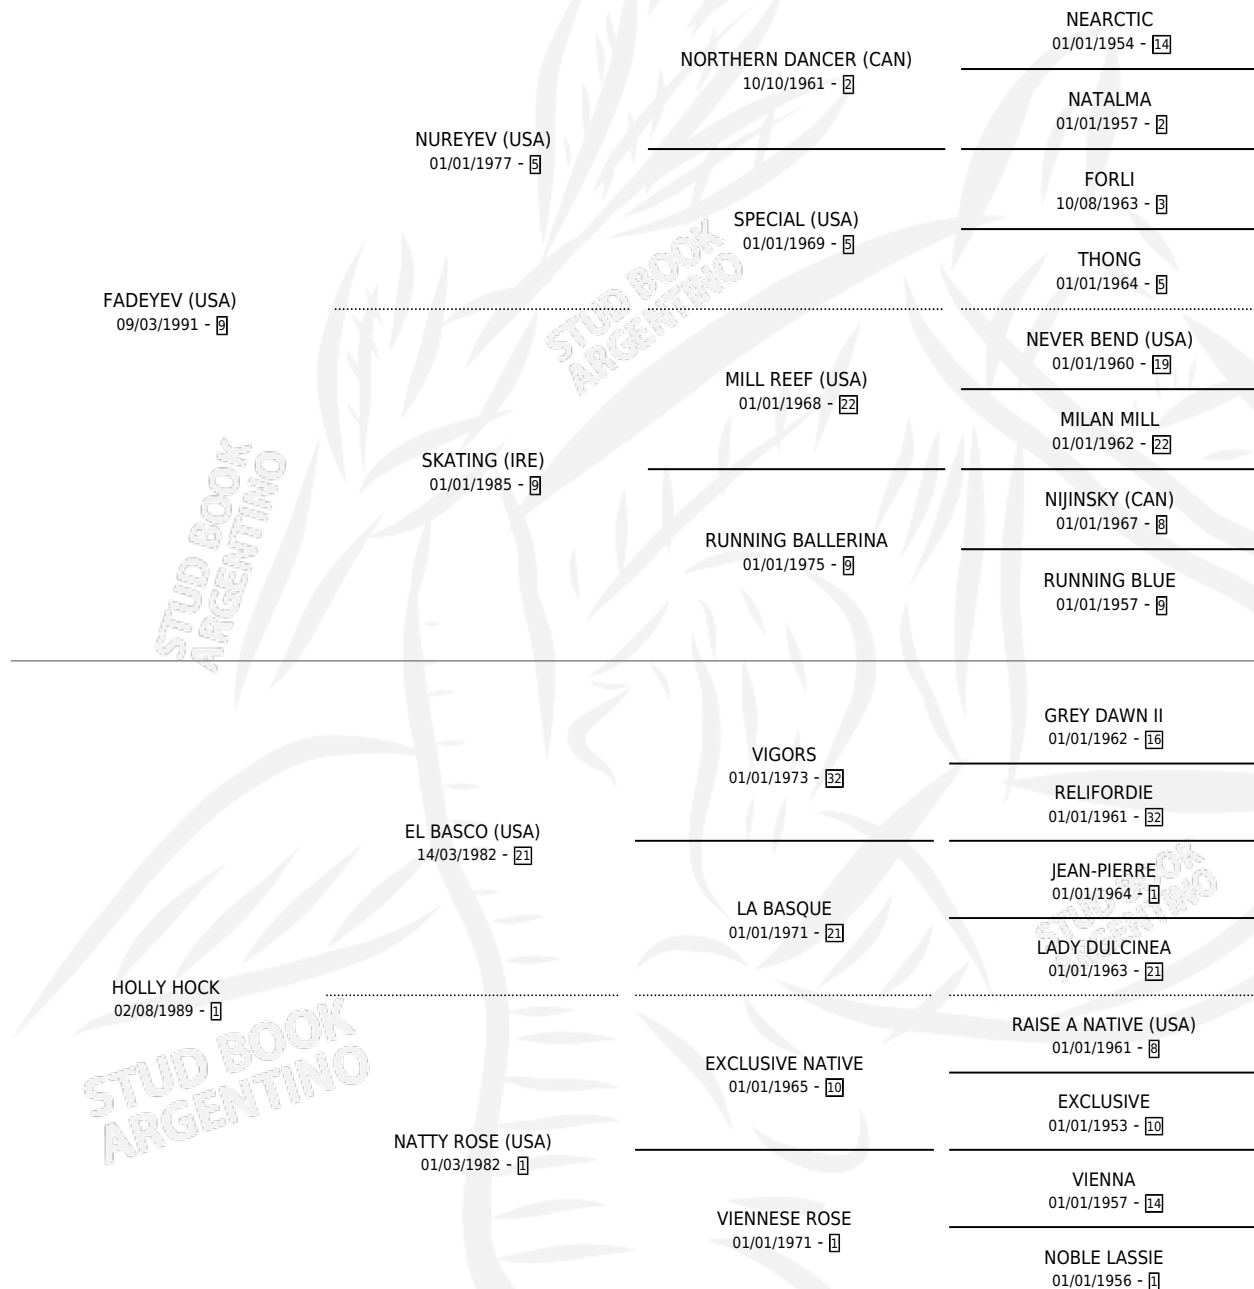 FADEYEV (USA)
09/03/1991 - 9
NUREYEV (USA)
01/01/1977 - 5
NORTHERN DANCER (CAN)
10/10/1961 - 2
NEARCTIC
01/01/1954 - 14
NATALMA
01/01/1957 - 2
SPECIAL (USA)
01/01/1969 - 5
FORLI
10/08/1963 - 3
THONG
01/01/1964 - 5
SKATING (IRE)
01/01/1985 - 9
MILL REEF (USA)
01/01/1968 - 22
NEVER BEND (USA)
01/01/1960 - 19
MILAN MILL
01/01/1962 - 22
RUNNING BALLERINA
01/01/1975 - 9
NIJINSKY (CAN)
01/01/1967 - 8
RUNNING BLUE
01/01/1957 - 9
HOLLY HOCK
02/08/1989 - 1
EL BASCO (USA)
14/03/1982 - 21
VIGORS
01/01/1973 - 32
GREY DAWN II
01/01/1962 - 16
RELIFORDIE
01/01/1961 - 32
LA BASQUE
01/01/1971 - 21
JEAN-PIERRE
01/01/1964 - 1
LADY DULCINEA
01/01/1963 - 21
NATTY ROSE (USA)
01/03/1982 - 1
EXCLUSIVE NATIVE
01/01/1965 - 10
RAISE A NATIVE (USA)
01/01/1961 - 8
EXCLUSIVE
01/01/1953 - 10
VIENNESE ROSE
01/01/1971 - 1
VIENNA
01/01/1957 - 14
NOBLE LASSIE
01/01/1956 - 1
STUD BOOK
ARGENTINO
STUD BOOK
ARGENTINO
STUD BOOK
ARGENTINO
STUD BOOK
ARGENTINO